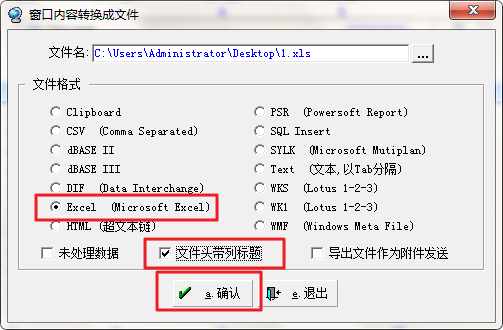 窗口内容转换成文件
文件名: C:\Users\Administrator\Desktop\1.xls ...
文件格式
Clipboard
CSV (Comma Separated)
dBASE II
dBASE III
DIF (Data Interchange)
Excel (Microsoft Excel)
HTML (超文本链)
PSR (Powersoft Report)
SQL Insert
SYLK (Microsoft Mutiplan)
Text (文本,以Tab分隔)
WKS (Lotus 1-2-3)
WK1 (Lotus 1-2-3)
WMF (Windows Meta File)
未处理数据 文件头带列标题 导出文件作为附件发送
a.确认 e.退出